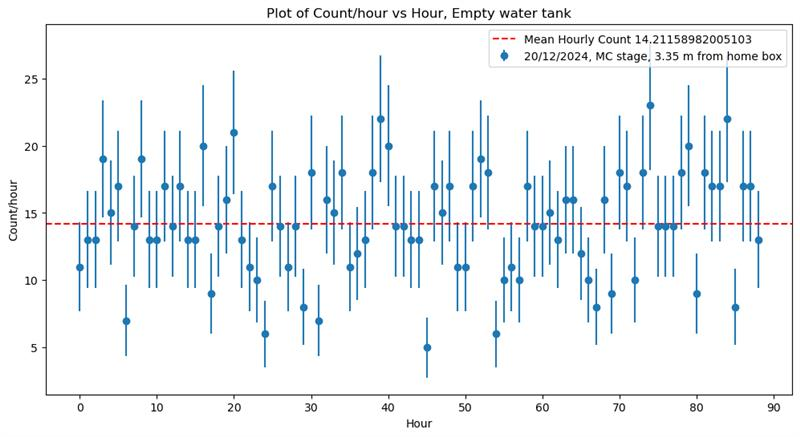 Plot of Count/hour vs Hour, Empty water tank
Mean Hourly Count 14.21158982005103
20/12/2024, MC stage, 3.35 m from home box
Count/hour
25
20
15
10
5
0 10 20 30 40 50 60 70 80 90
Hour